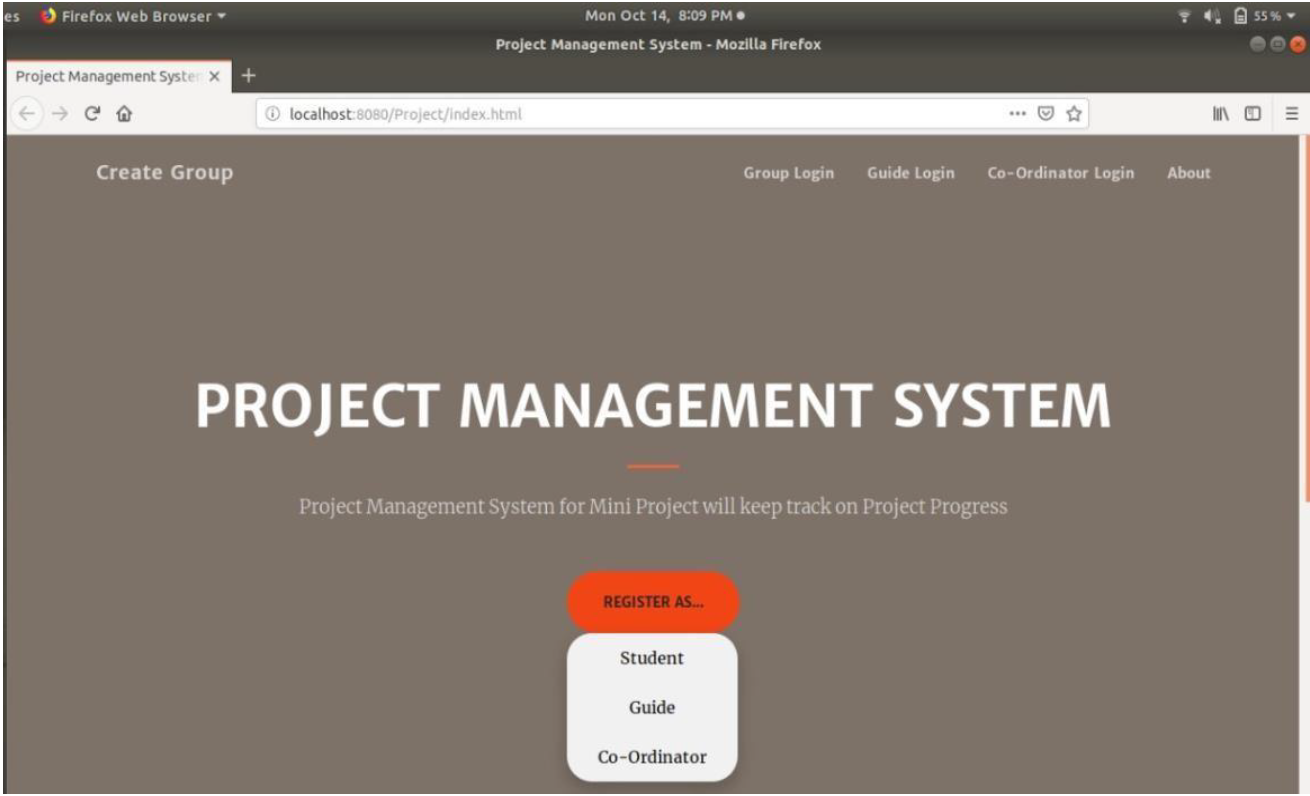 es Firefox Web Browser Mon Oct 14, 8:09 PM 55%
Project Management System - Mozilla Firefox
Project Management System
localhost:8080/Project/index.html
Create Group Group Login Guide Login Co-Ordinator Login About
PROJECT MANAGEMENT SYSTEM
Project Management System for Mini Project will keep track on Project Progress
REGISTER AS...
Student
Guide
Co-Ordinator